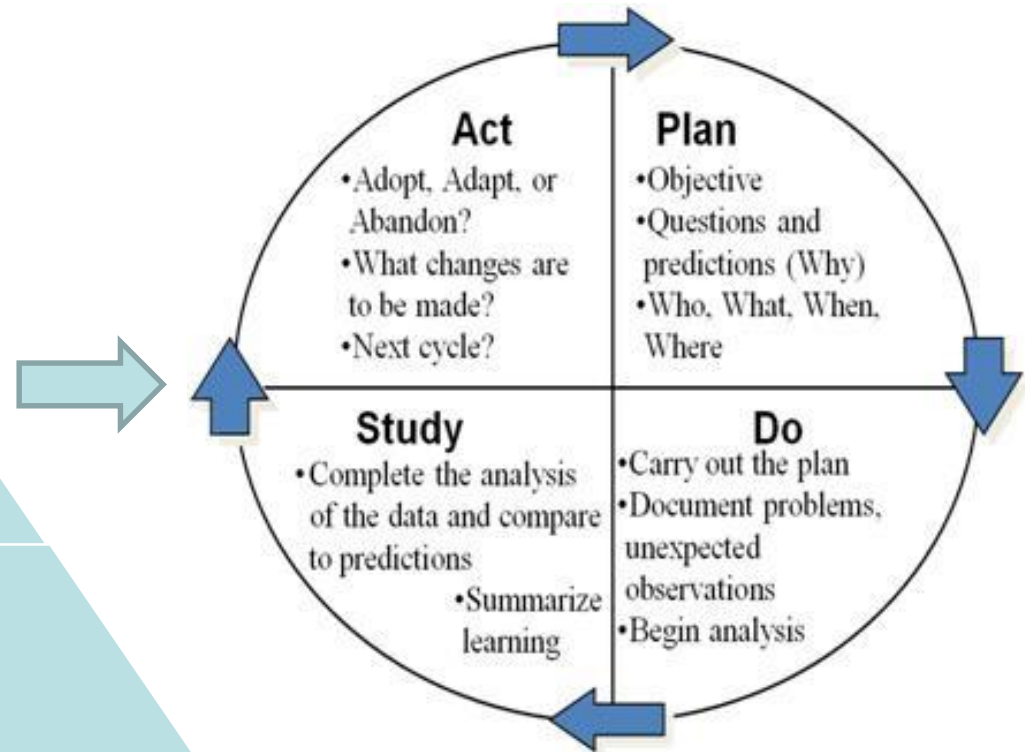 Act
•Adopt, Adapt, or
Abandon?
•What changes are
to be made?
•Next cycle?
Plan
•Objective
•Questions and
predictions (Why)
•Who, What, When,
Where
Study
•Complete the analysis
of the data and compare
to predictions
•Summarize
learning
Do
•Carry out the plan
•Document problems,
unexpected
observations
•Begin analysis